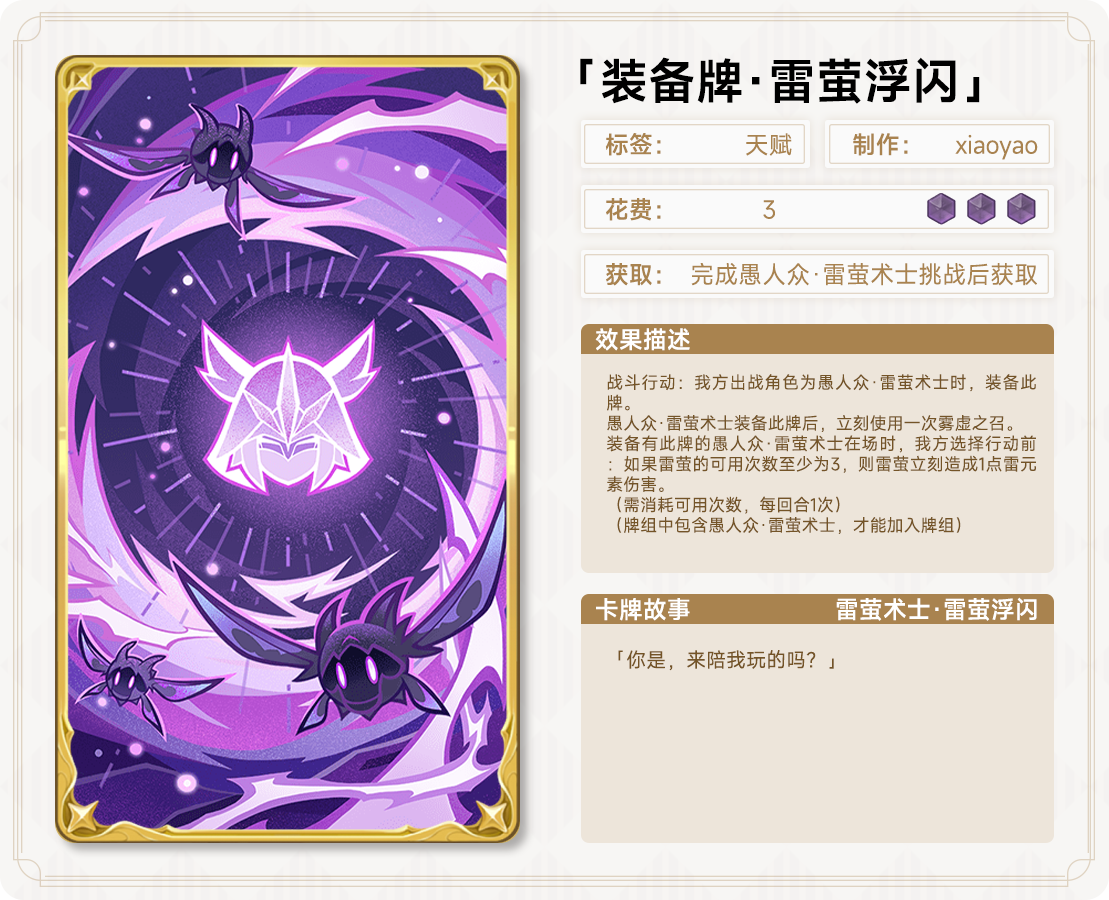 「装备牌·雷萤浮闪」
标签： 天赋 制作： xiaoyao
花费： 3
获取： 完成愚人众·雷萤术士挑战后获取
效果描述
战斗行动：我方出战角色为愚人众·雷萤术士时，装备此
牌。
愚人众·雷萤术士装备此牌后，立刻使用一次雾虚之召。
装备有此牌的愚人众·雷萤术士在场时，我方选择行动前
：如果雷萤的可用次数至少为3，则雷萤立刻造成1点雷元
素伤害。
（需消耗可用次数，每回合1次）
（牌组中包含愚人众·雷萤术士，才能加入牌组）
卡牌故事 雷萤术士·雷萤浮闪
「你是，来陪我玩的吗？」